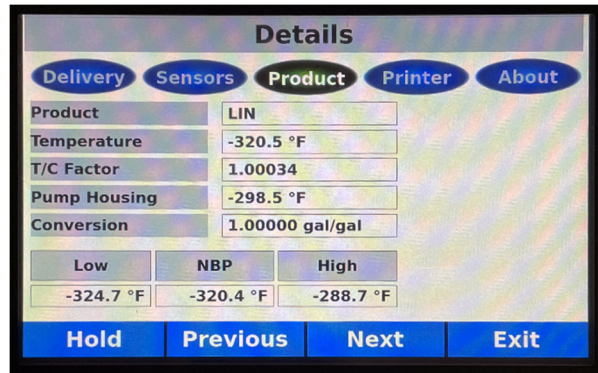 Details
Delivery Sensors Product Printer About
Product LIN
Temperature -320.5 °F
T/C Factor 1.00034
Pump Housing -298.5 °F
Conversion 1.00000 gal/gal
Low NBP High
-324.7 °F -320.4 °F -288.7 °F
Hold Previous Next Exit